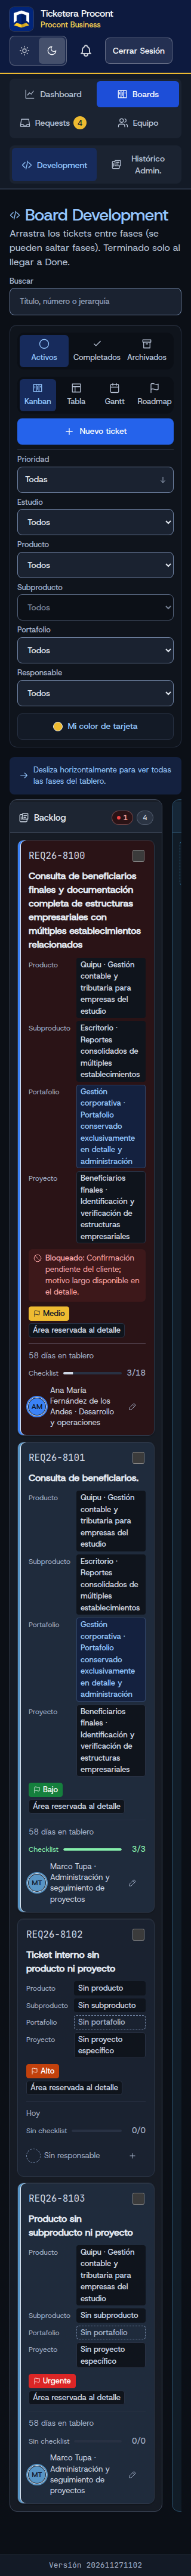 Ticketera Procont
Procont Business
Cerrar Sesión
Dashboard
Boards
Requests 4
Equipo
Development
Histórico
Admin.
Board Development
Arrastra los tickets entre fases (se
pueden saltar fases). Terminado solo al
llegar a Done.
Buscar
Título, número o jerarquía
Activos
Completados
Archivados
Kanban
Tabla
Gantt
Roadmap
Nuevo ticket
Prioridad
Todas
Estudio
Todos
Producto
Todos
Subproducto
Todos
Portafolio
Todos
Responsable
Todos
Mi color de tarjeta
Desliza horizontalmente para ver todas
las fases del tablero.
Backlog
1
4
REQ26-8100
Consulta de beneficiarios
finales y documentación
completa de estructuras
empresariales con
múltiples establecimientos
relacionados
Producto
Quipu · Gestión
contable y
tributaria para
empresas del
estudio
Subproducto
Escritorio ·
Reportes
consolidados de
múltiples
establecimientos
Portafolio
Gestión
corporativa ·
Portafolio
conservado
exclusivamente
en detalle y
administración
Proyecto
Beneficiarios
finales ·
Identificación y
verificación de
estructuras
empresariales
Bloqueado: Confirmación
pendiente del cliente;
motivo largo disponible en
el detalle.
Medio
Área reservada al detalle
58 días en tablero
Checklist 3/18
AM
Ana María
Fernández de los
Andes · Desarrollo
y operaciones
REQ26-8101
Consulta de beneficiarios.
Producto
Quipu · Gestión
contable y
tributaria para
empresas del
estudio
Subproducto
Escritorio ·
Reportes
consolidados de
múltiples
establecimientos
Portafolio
Gestión
corporativa ·
Portafolio
conservado
exclusivamente
en detalle y
administración
Proyecto
Beneficiarios
finales ·
Identificación y
verificación de
estructuras
empresariales
Bajo
Área reservada al detalle
58 días en tablero
Checklist 3/3
MT
Marco Tupa ·
Administración y
seguimiento de
proyectos
REQ26-8102
Ticket interno sin
producto ni proyecto
Producto
Sin producto
Subproducto
Sin subproducto
Portafolio
Sin portafolio
Proyecto
Sin proyecto
específico
Alto
Área reservada al detalle
Hoy
Sin checklist 0/0
Sin responsable
REQ26-8103
Producto sin
subproducto ni proyecto
Producto
Quipu · Gestión
contable y
tributaria para
empresas del
estudio
Subproducto
Sin subproducto
Portafolio
Sin portafolio
Proyecto
Sin proyecto
específico
Urgente
Área reservada al detalle
58 días en tablero
Sin checklist 0/0
MT
Marco Tupa ·
Administración y
seguimiento de
proyectos
Versión 202611271102